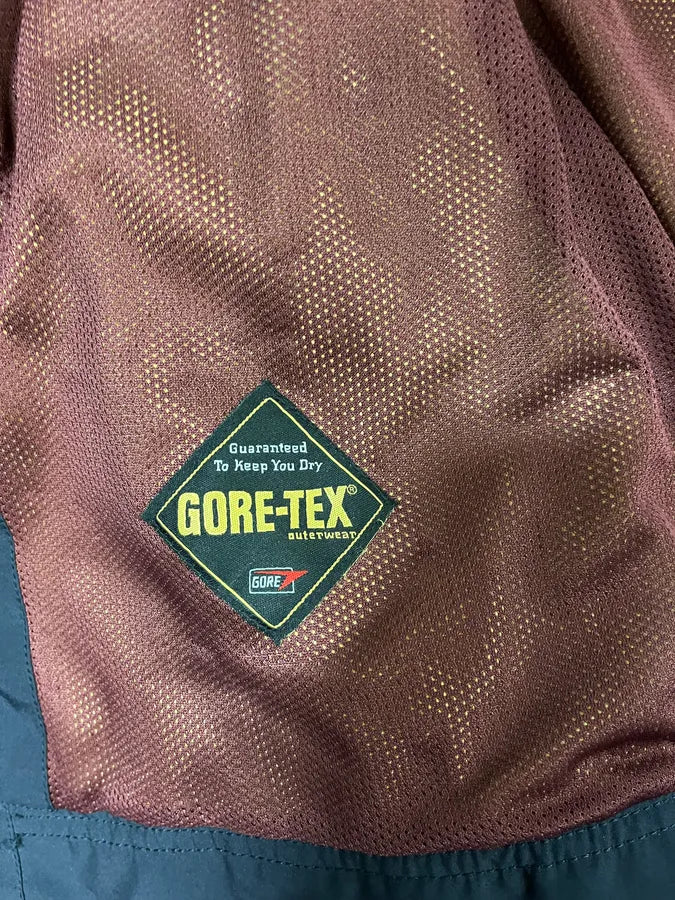 Guaranteed
To Keep You Dry
GORE-TEX®
outerwear
GORE